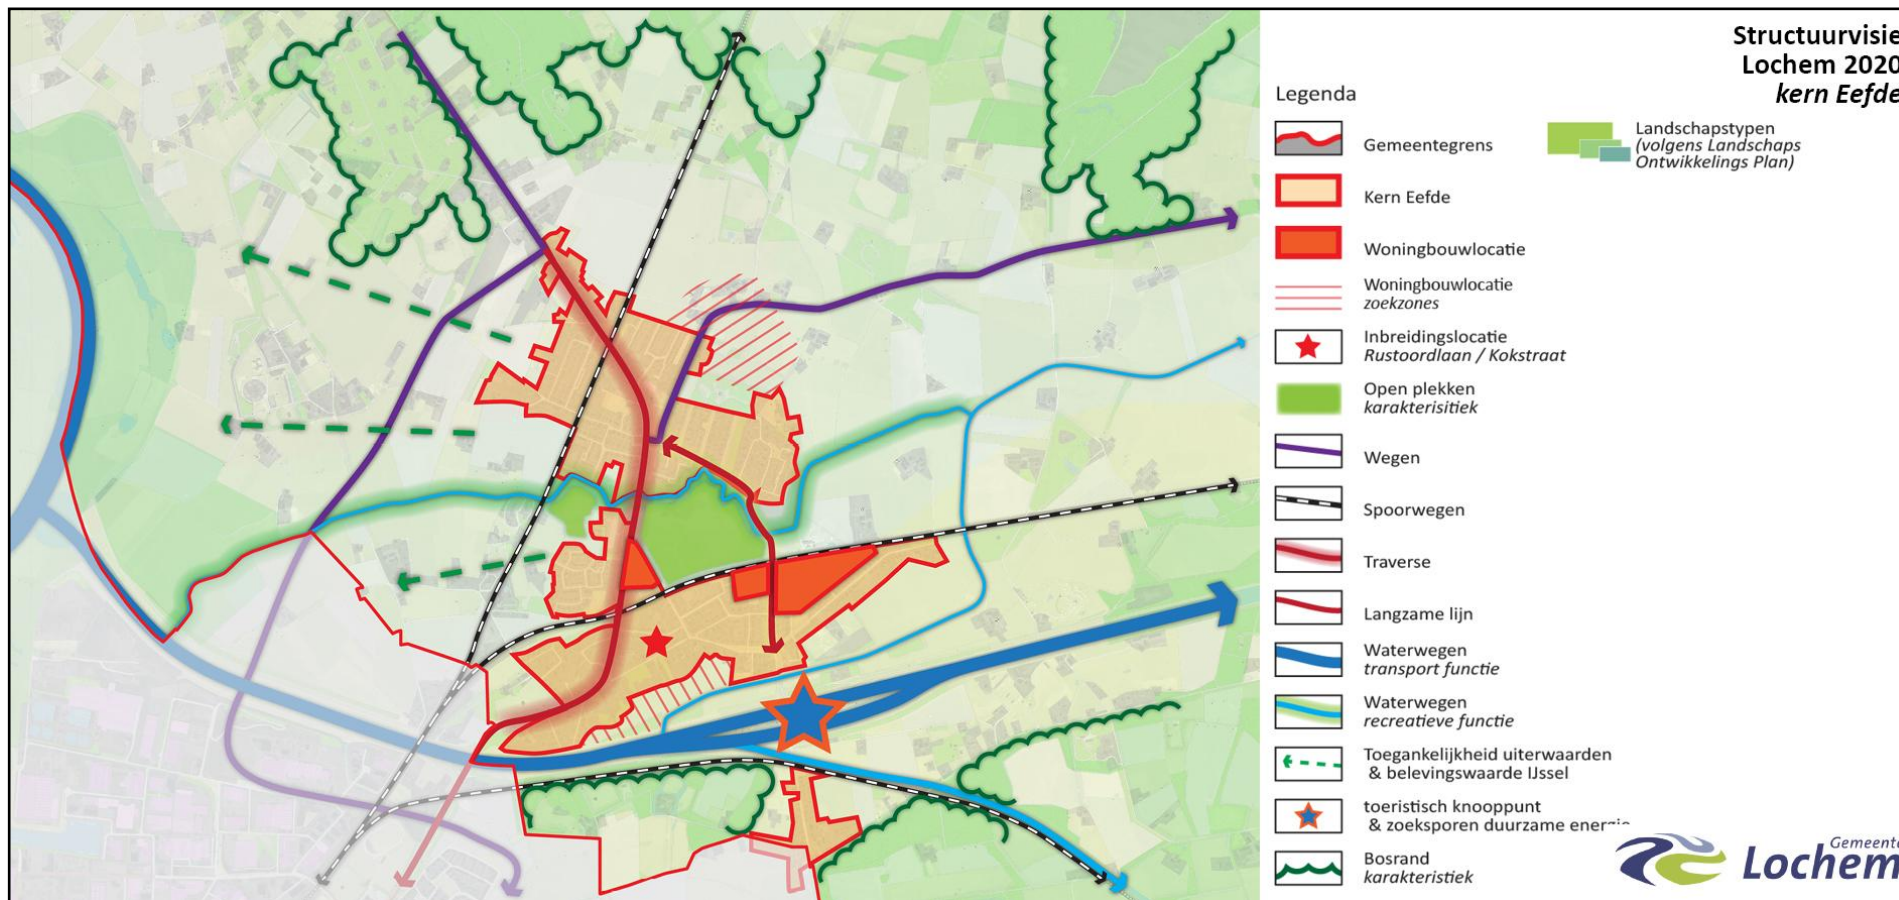 Structuurvisie
Lochem 2020
kern Eefde
Legenda
Gemeentegrens
Kern Eefde
Woningbouwlocatie
Woningbouwlocatie
zoekzones
Inbreidingslocatie
Rustoordlaan / Kokstraat
Open plekken
karakterisitiek
Wegen
Spoorwegen
Traverse
Langzame lijn
Waterwegen
transport functie
Waterwegen
recreatieve functie
Toegankelijkheid uiterwaarden
& belevingswaarde IJssel
toeristisch knooppunt
& zoeksporen duurzame energie
Bosrand
karakteristiek
Landschapstypen
(volgens Landschaps
Ontwikkelings Plan)
Gemeente
Lochem